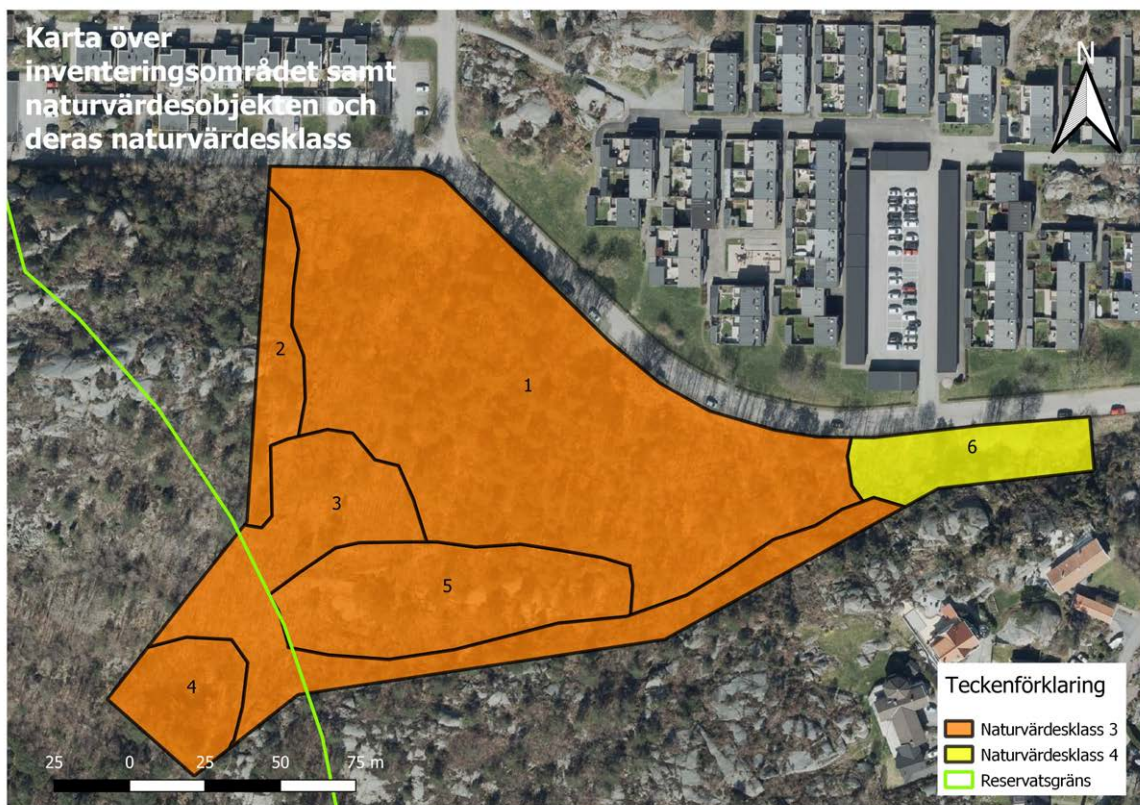 Karta över
inventeringsområdet samt
naturvärdesobjekten och
deras naturvärdesklass
N
2
1
6
3
5
4
Teckenförklaring
Naturvärdesklass 3
Naturvärdesklass 4
Reservatsgräns
25 0 25 50 75 m